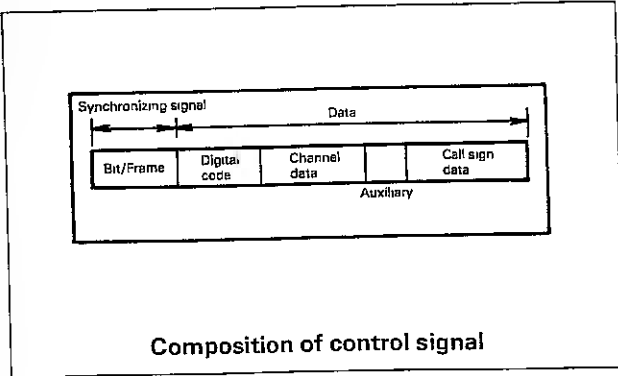 Synchronizing signal
Data
Bit/Frame
Digital
code
Channel
data
Call sign
data
Auxiliary
Composition of control signal